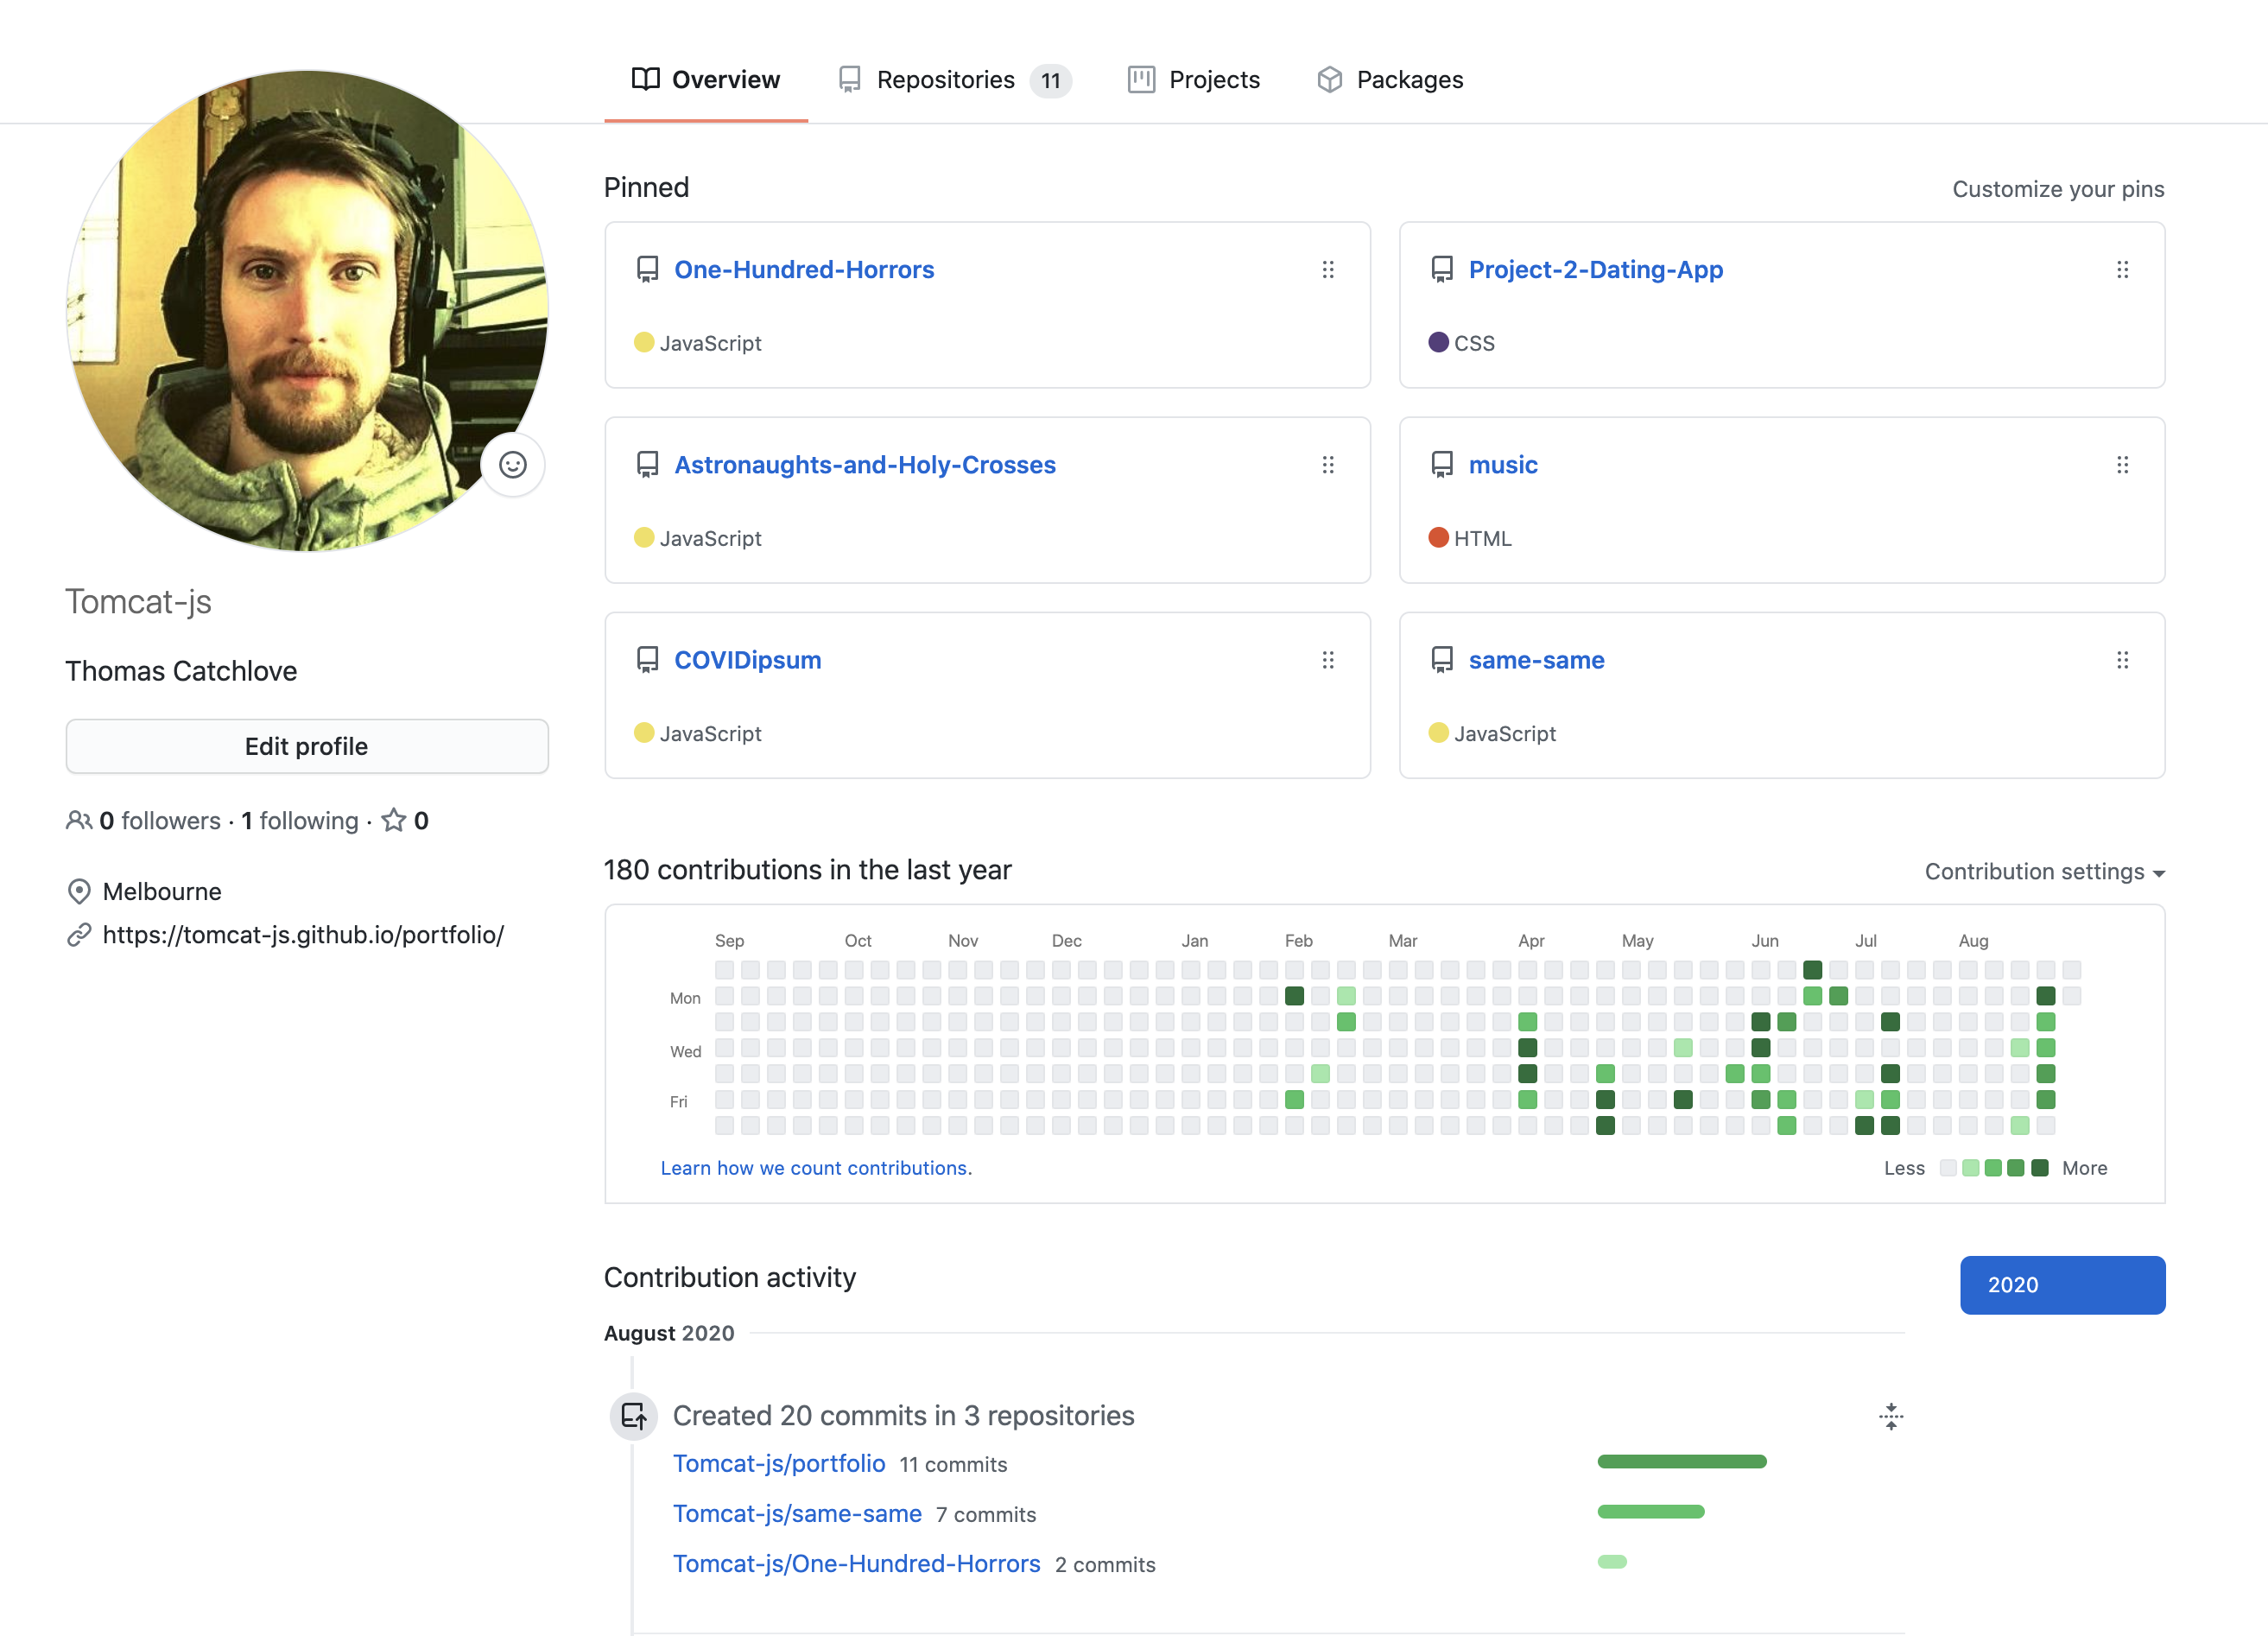 Overview Repositories 11 Projects Packages
Pinned
Customize your pins
One-Hundred-Horrors
JavaScript
Project-2-Dating-App
CSS
Astronaughts-and-Holy-Crosses
JavaScript
music
HTML
COVIDipsum
JavaScript
same-same
JavaScript
Tomcat-js
Thomas Catchlove
Edit profile
0 followers · 1 following · 0
Melbourne
https://tomcat-js.github.io/portfolio/
180 contributions in the last year
Contribution settings
Sep Oct Nov Dec Jan Feb Mar Apr May Jun Jul Aug
Mon
Wed
Fri
Learn how we count contributions.
Less More
Contribution activity
2020
August 2020
Created 20 commits in 3 repositories
Tomcat-js/portfolio 11 commits
Tomcat-js/same-same 7 commits
Tomcat-js/One-Hundred-Horrors 2 commits